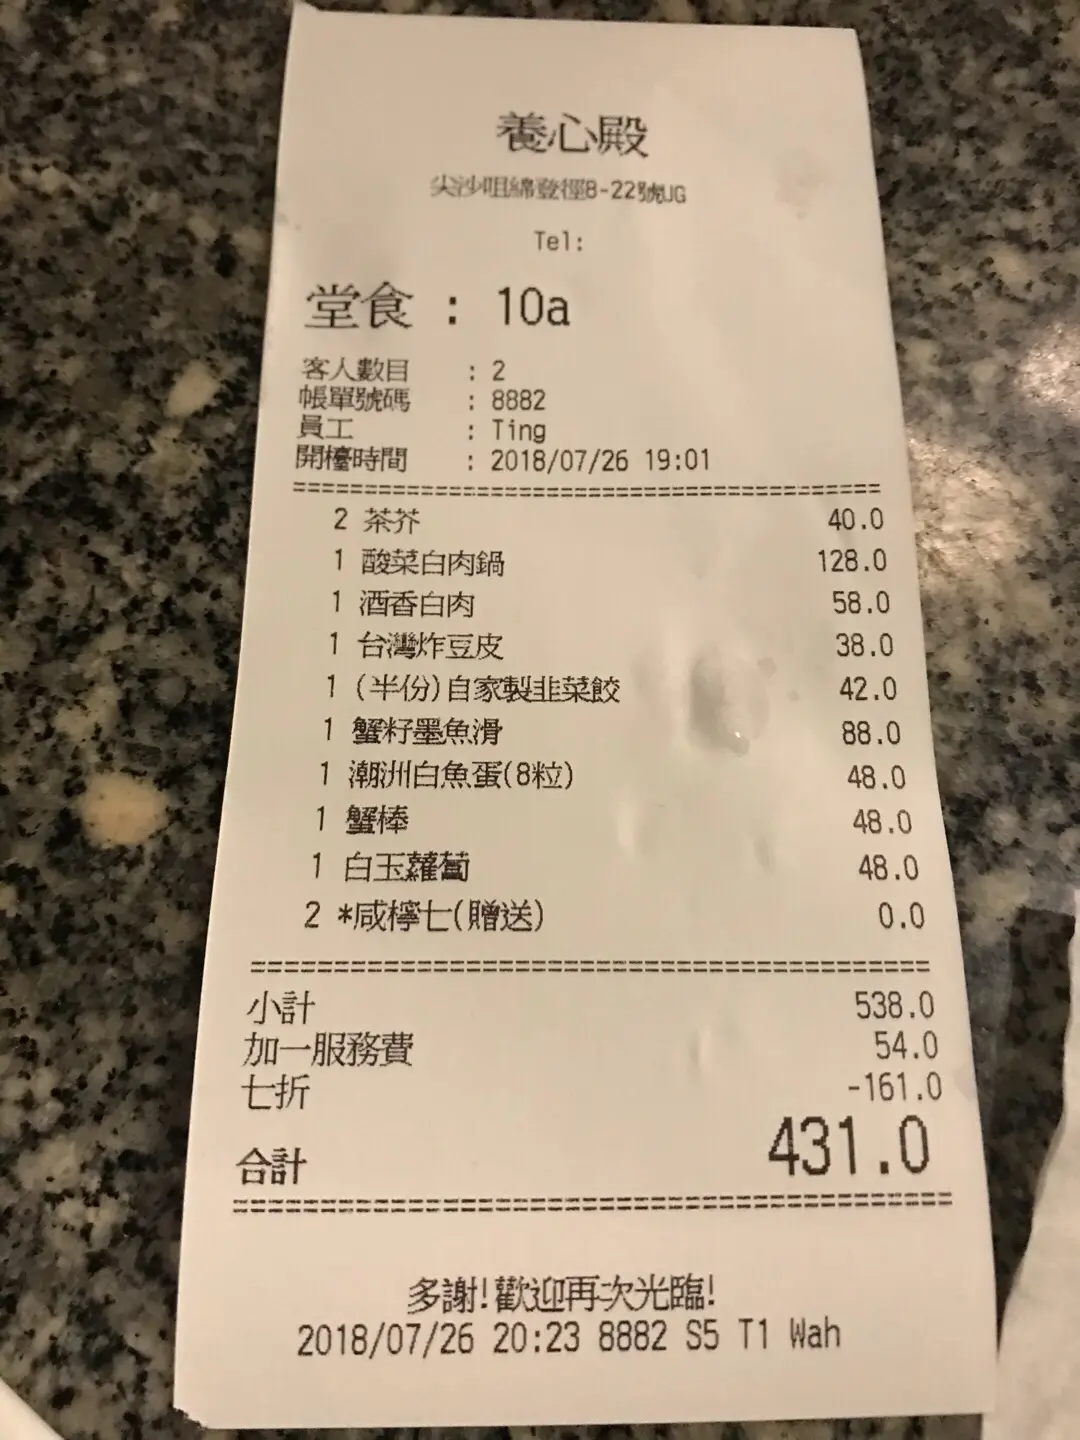 養心殿
尖沙咀綿登徑8-22號UG
Tel:
堂食 : 10a
客人數目 : 2
帳單號碼 : 8882
員工 : Ting
開檯時間 : 2018/07/26 19:01
2 茶芥 40.0
1 酸菜白肉鍋 128.0
1 酒香白肉 58.0
1 台灣炸豆皮 38.0
1 (半份)自家製韭菜餃 42.0
1 蟹籽墨魚滑 88.0
1 潮洲白魚蛋(8粒) 48.0
1 蟹棒 48.0
1 白玉蘿蔔 48.0
2 *咸檸七(贈送) 0.0
小計 538.0
加一服務費 54.0
七折 -161.0
合計 431.0
多謝!歡迎再次光臨!
2018/07/26 20:23 8882 S5 T1 Wah